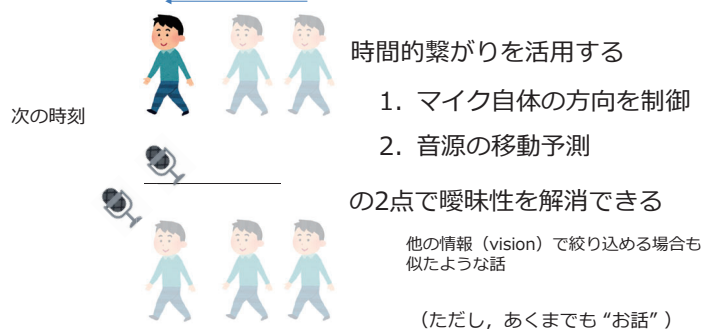 時間的繋がりを活用する
1. マイク自体の方向を制御
次の時刻
2. 音源の移動予測
の2点で曖昧性を解消できる
他の情報（vision）で絞り込める場合も
似たような話
（ただし，あくまでも “お話” ）